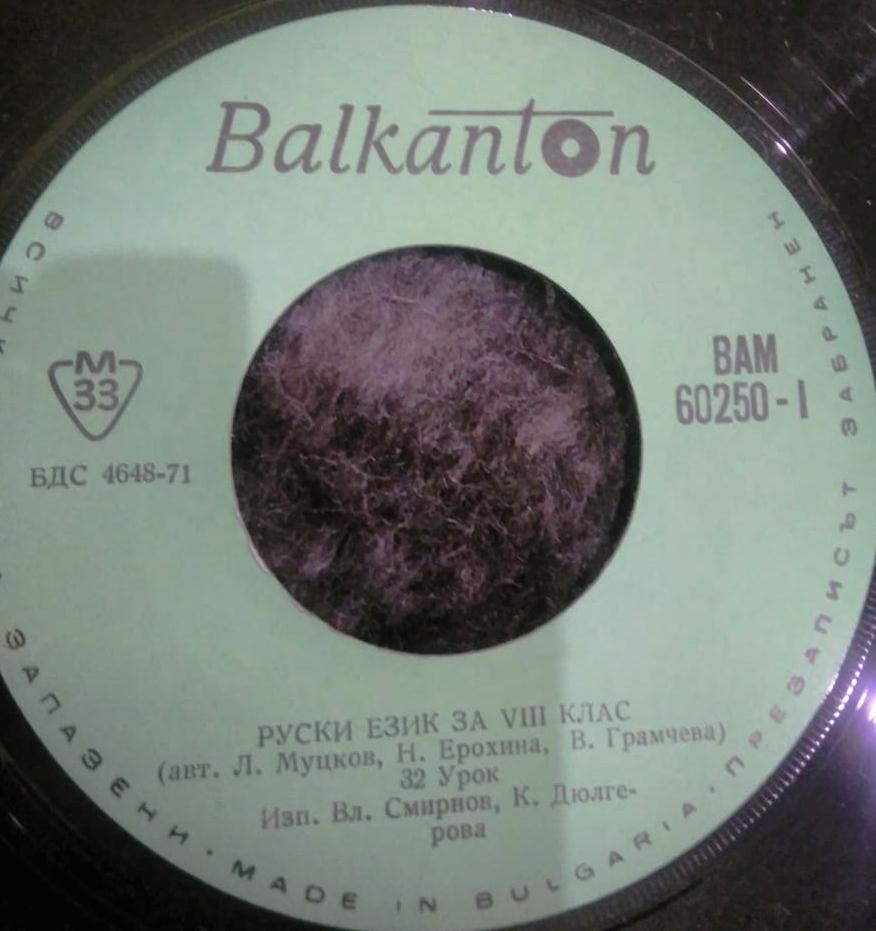 Balkanton
M
33
БДС 4648-71
ВАМ
60250-I
РУСКИ ЕЗИК ЗА VIII КЛАС
(авт. Л. Муцков, Н. Ерохина, В. Грамчева)
32 Урок
Изп. Вл. Смирнов, К. Дюлге-
рова
ЗАПАЗЕНИ · MADE IN BULGARIA · ПРЕЗАПИСЪТ ЗАБРАНЕН